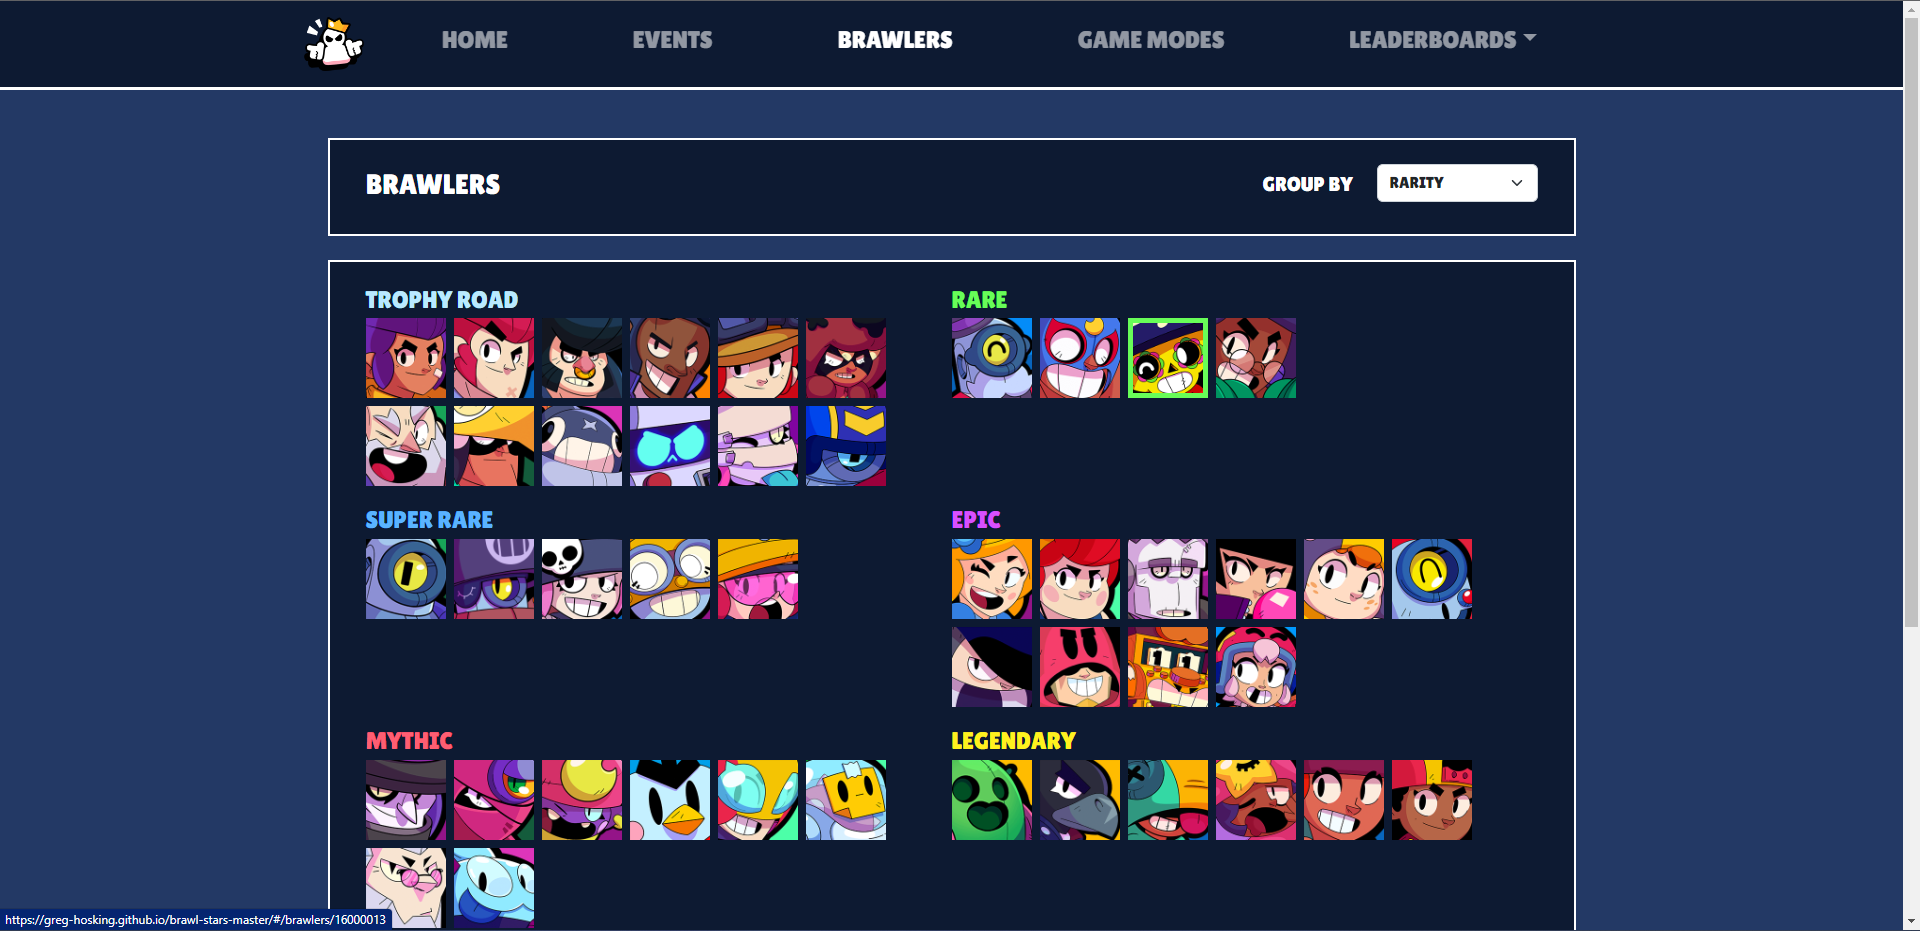 HOME EVENTS BRAWLERS GAME MODES LEADERBOARDS
BRAWLERS GROUP BY RARITY
TROPHY ROAD RARE
SUPER RARE EPIC
MYTHIC LEGENDARY
https://greg-hosking.github.io/brawl-stars-master/#/brawlers/16000013